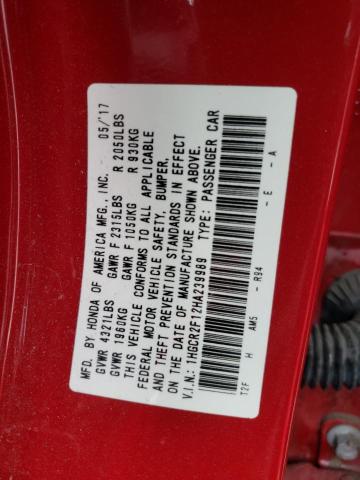 MFD. BY HONDA OF AMERICA MFG., INC. 05/'17
GVWR 4321LBS GAWR F 2315LBS R 2050LBS
GVWR 1960KG GAWR F 1050KG R 930KG
THIS VEHICLE CONFORMS TO ALL APPLICABLE
FEDERAL MOTOR VEHICLE SAFETY, BUMPER,
AND THEFT PREVENTION STANDARDS IN EFFECT
ON THE DATE OF MANUFACTURE SHOWN ABOVE.
V.I.N.: 1HGCR2F12HA239989 TYPE: PASSENGER CAR
T2F H AM5 - R94 - E - A